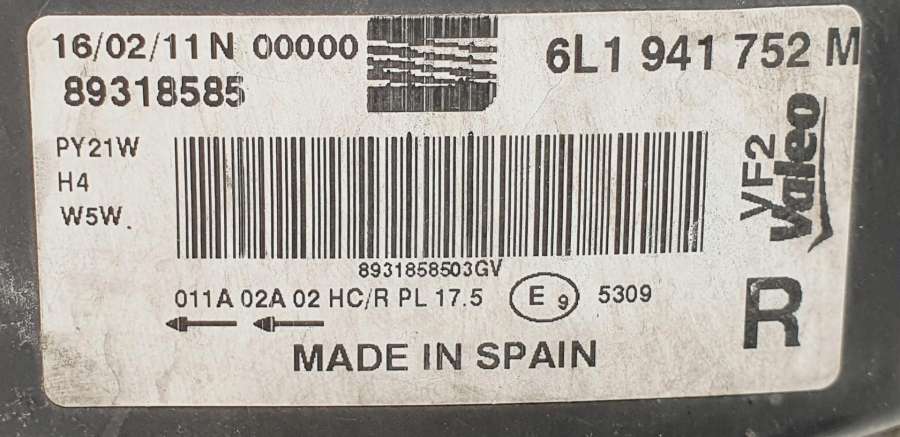 16/02/11 N 00000
89318585
6L1 941 752 M
PY21W
H4
W5W
VF2
Valeo
8931858503GV
011A 02A 02 HC/R PL 17.5 E 9 5309
R
MADE IN SPAIN